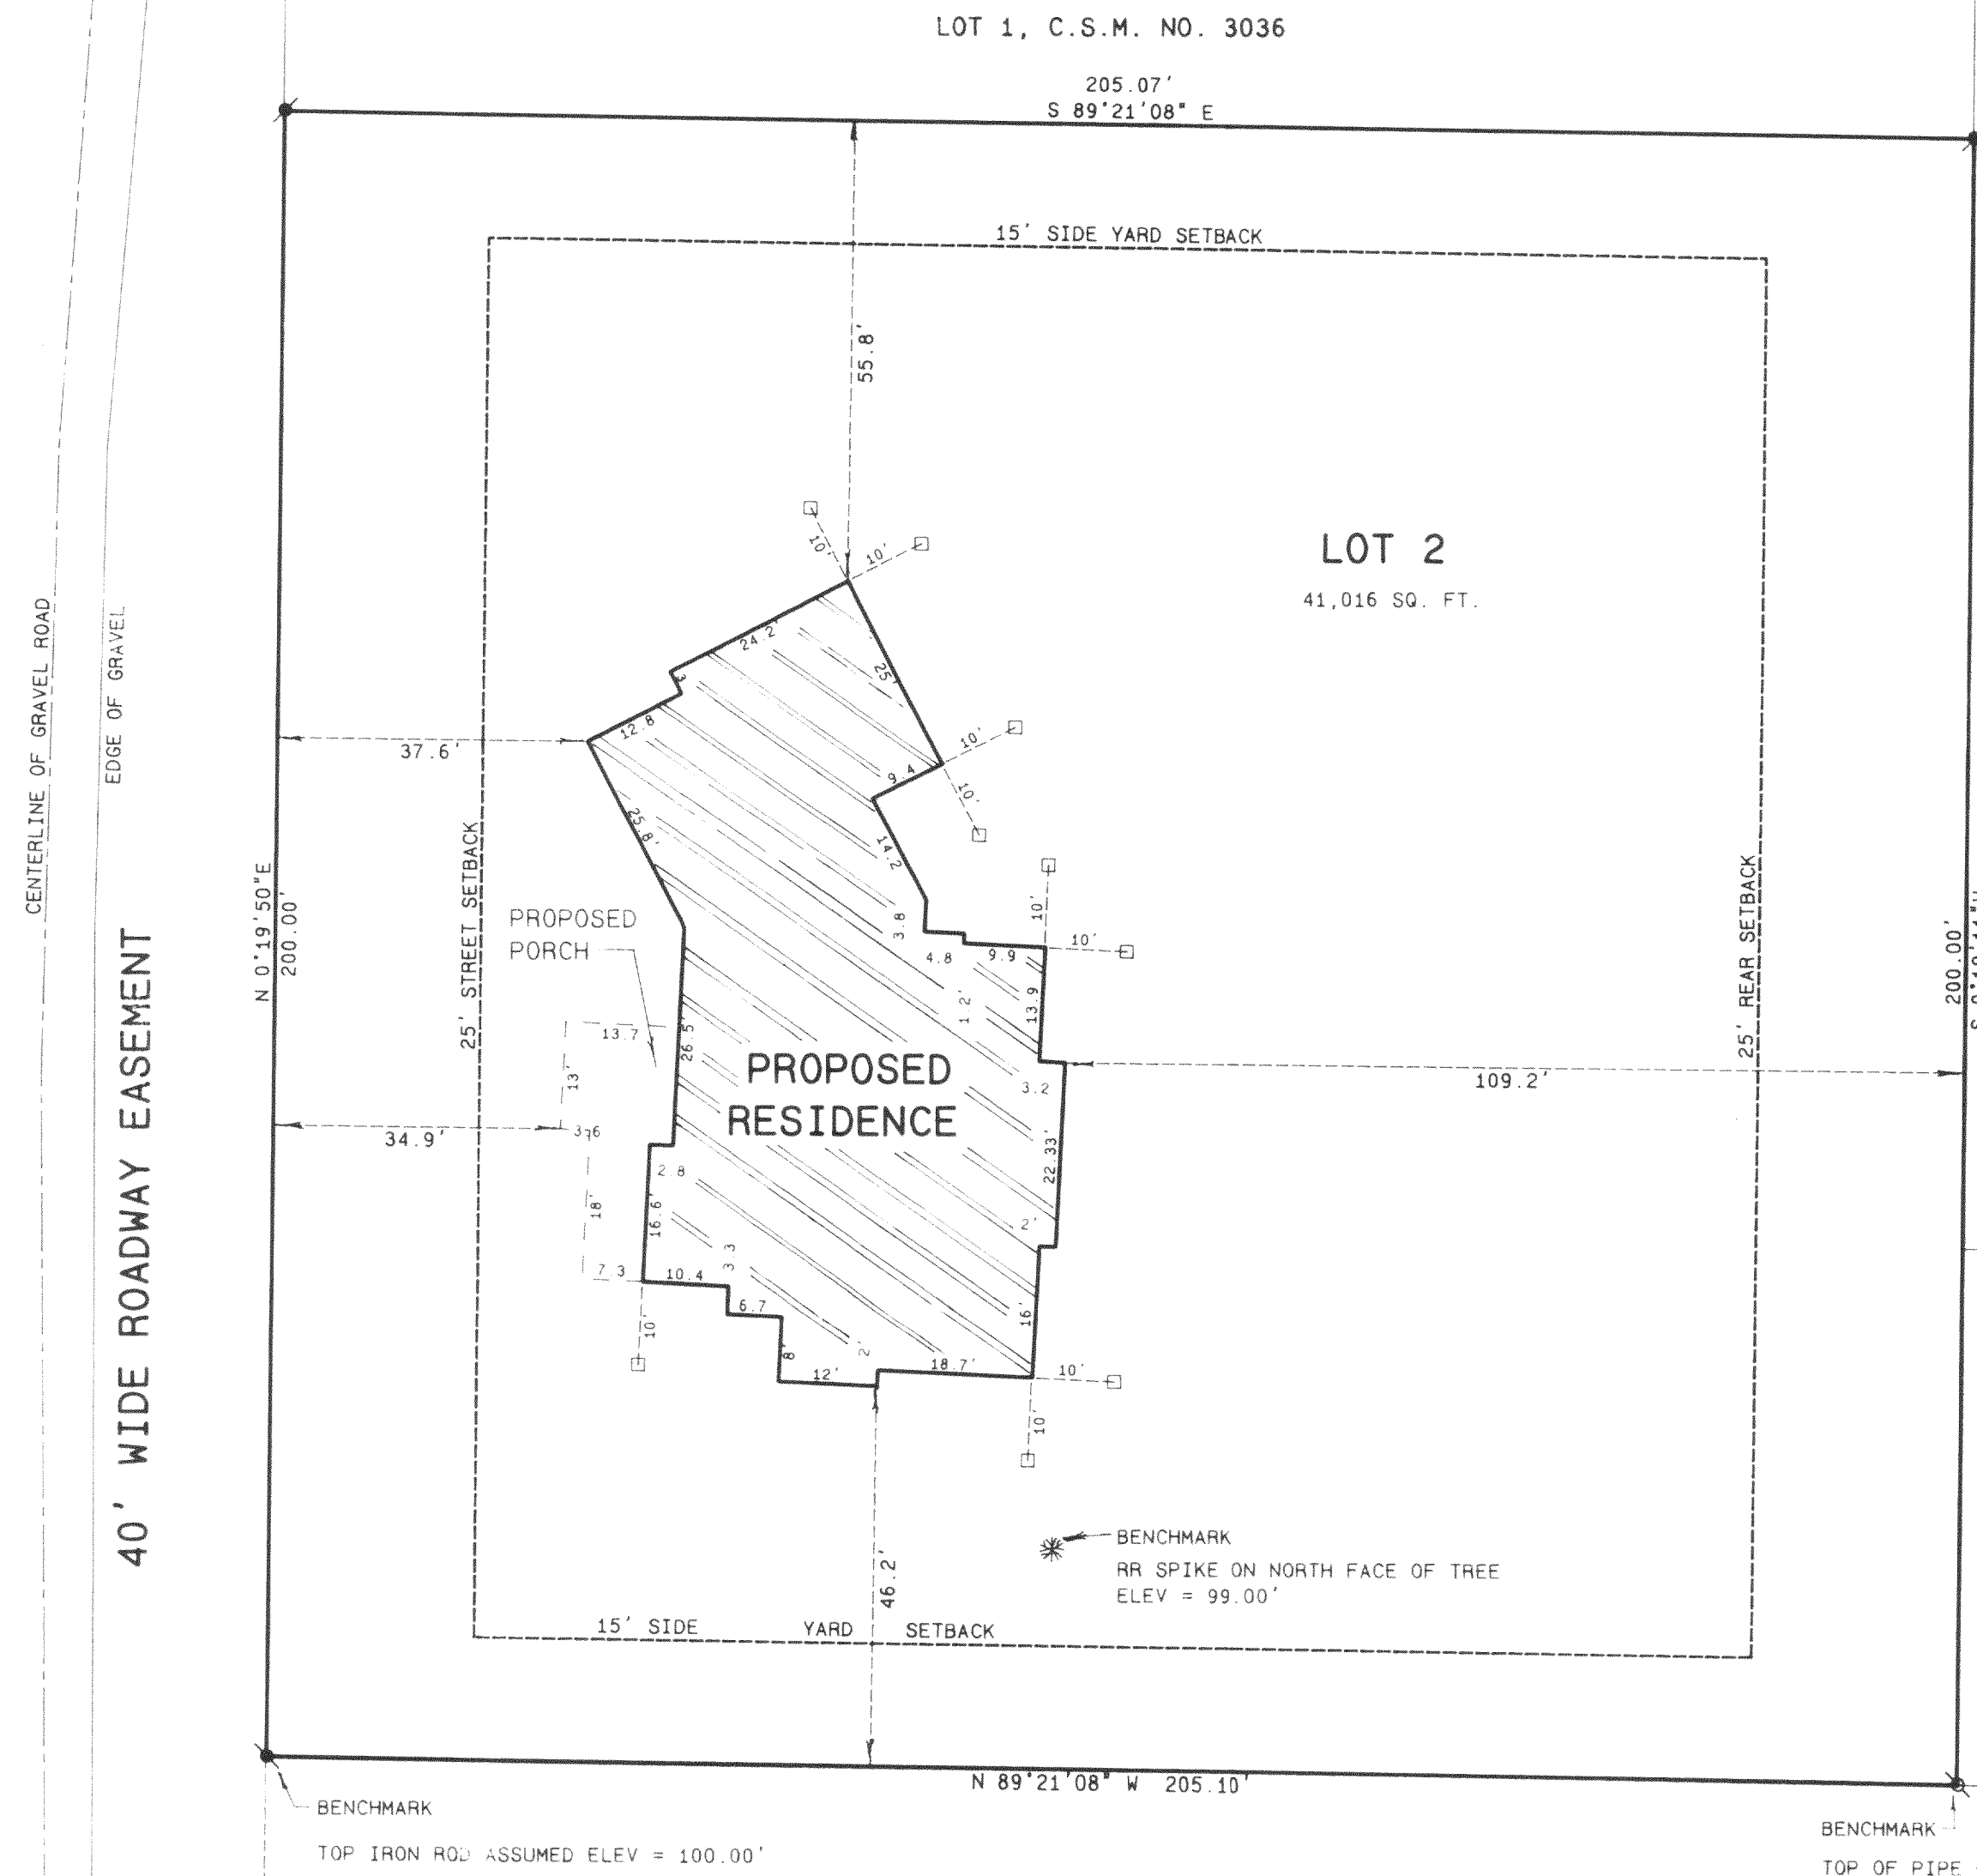 LOT 1, C.S.M. NO. 3036
205.07'
S 89°21'08" E
15' SIDE YARD SETBACK
55.8'
LOT 2
41,016 SQ. FT.
10'
10'
24.2'
3
25'
12.8
37.6'
9.4
10'
10'
25.8'
14.2
CENTERLINE OF GRAVEL ROAD
EDGE OF GRAVEL
N 0°19'50"E
200.00'
25' STREET SETBACK
PROPOSED
PORCH
3.8
4.8
9.9
10'
10'
1.2'
13.9
25' REAR SETBACK
200.00'
13.7
26.5'
13'
PROPOSED
RESIDENCE
3.2
109.2'
34.9'
3.6
2.8
22.33'
18'
16.6'
2'
7.3
10.4
3.3
6.7
16'
10'
8'
2'
12'
18.7'
10'
10'
40' WIDE ROADWAY EASEMENT
46.2'
BENCHMARK
RR SPIKE ON NORTH FACE OF TREE
ELEV = 99.00'
15' SIDE YARD SETBACK
N 89°21'08" W 205.10'
BENCHMARK
TOP IRON ROD ASSUMED ELEV = 100.00'
BENCHMARK
TOP OF PIPE